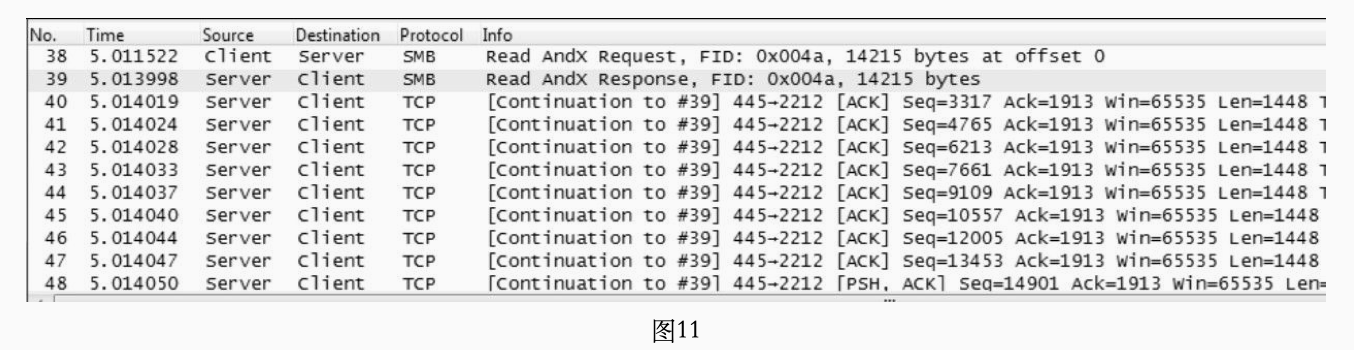 No. Time Source Destination Protocol Info
38 5.011522 Client Server SMB Read AndX Request, FID: 0x004a, 14215 bytes at offset 0
39 5.013998 Server Client SMB Read AndX Response, FID: 0x004a, 14215 bytes
40 5.014019 Server Client TCP [Continuation to #39] 445→2212 [ACK] Seq=3317 Ack=1913 Win=65535 Len=1448 T
41 5.014024 Server Client TCP [Continuation to #39] 445→2212 [ACK] Seq=4765 Ack=1913 Win=65535 Len=1448 T
42 5.014028 Server Client TCP [Continuation to #39] 445→2212 [ACK] Seq=6213 Ack=1913 Win=65535 Len=1448 T
43 5.014033 Server Client TCP [Continuation to #39] 445→2212 [ACK] Seq=7661 Ack=1913 Win=65535 Len=1448 T
44 5.014037 Server Client TCP [Continuation to #39] 445→2212 [ACK] Seq=9109 Ack=1913 Win=65535 Len=1448 T
45 5.014040 Server Client TCP [Continuation to #39] 445→2212 [ACK] Seq=10557 Ack=1913 Win=65535 Len=1448
46 5.014044 Server Client TCP [Continuation to #39] 445→2212 [ACK] Seq=12005 Ack=1913 Win=65535 Len=1448
47 5.014047 Server Client TCP [Continuation to #39] 445→2212 [ACK] Seq=13453 Ack=1913 Win=65535 Len=1448
48 5.014050 Server Client TCP [Continuation to #39] 445→2212 [PSH, ACK] Seq=14901 Ack=1913 Win=65535 Len=
图11